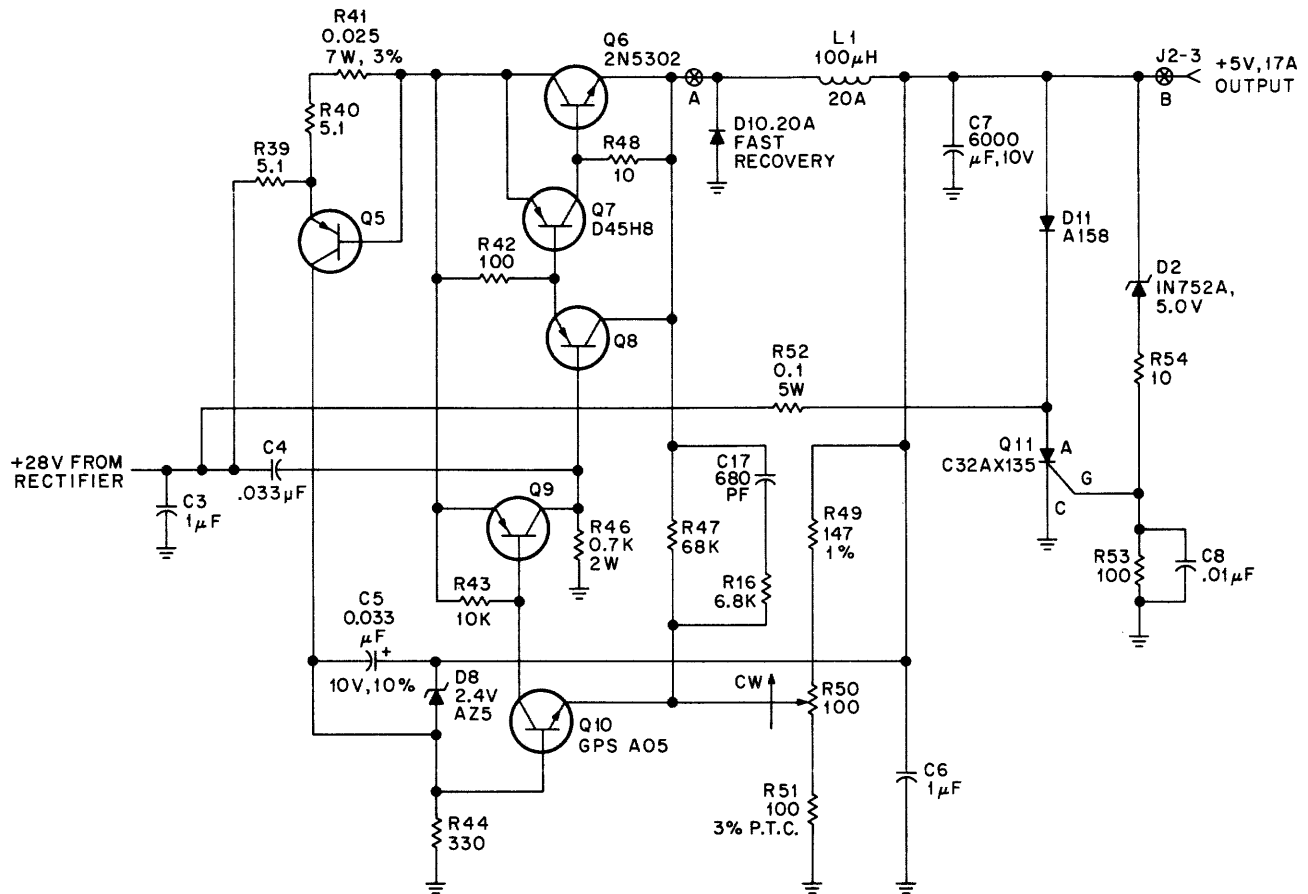 R41
0.025
7W, 3%
Q6
2N5302
L1
100μH
20A
J2-3
+5V, 17A
OUTPUT
A
B
R40
5.1
R39
5.1
R48
10
D10.20A
FAST
RECOVERY
C7
6000
μF, 10V
Q5
Q7
D45H8
D11
A158
R42
100
D2
IN752A,
5.0V
Q8
R52
0.1
5W
R54
10
+28V FROM
RECTIFIER
C4
.033μF
C3
1μF
Q9
C17
680
PF
Q11
C32AX135
A
G
C
R46
0.7K
2W
R47
68K
R49
147
1%
R43
10K
R16
6.8K
R53
100
C8
.01μF
C5
0.033
μF
+
10V, 10%
D8
2.4V
AZ5
CW
R50
100
Q10
GPS A05
C6
1μF
R51
100
3% P.T.C.
R44
330